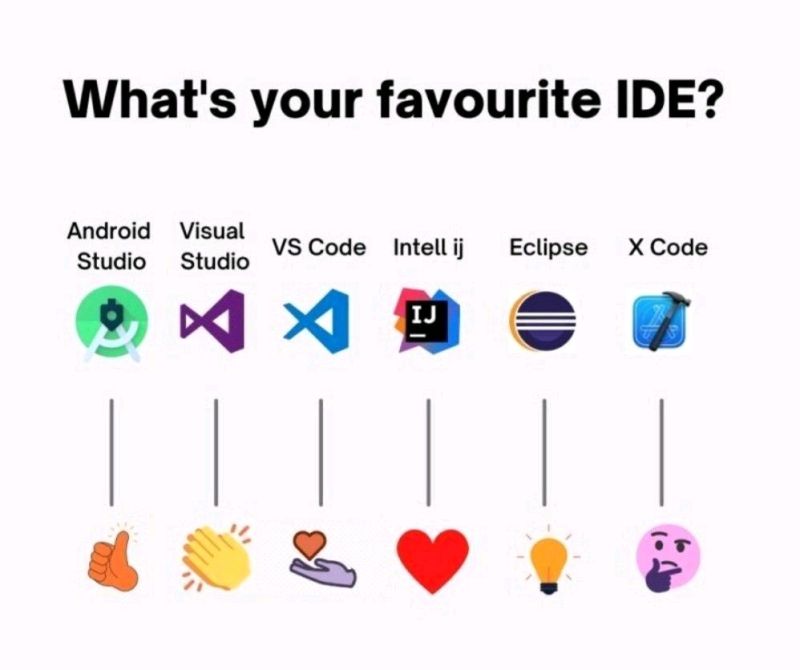 What's your favourite IDE?
Android
Studio
Visual
Studio
VS Code
Intell ij
Eclipse
X Code
IJ